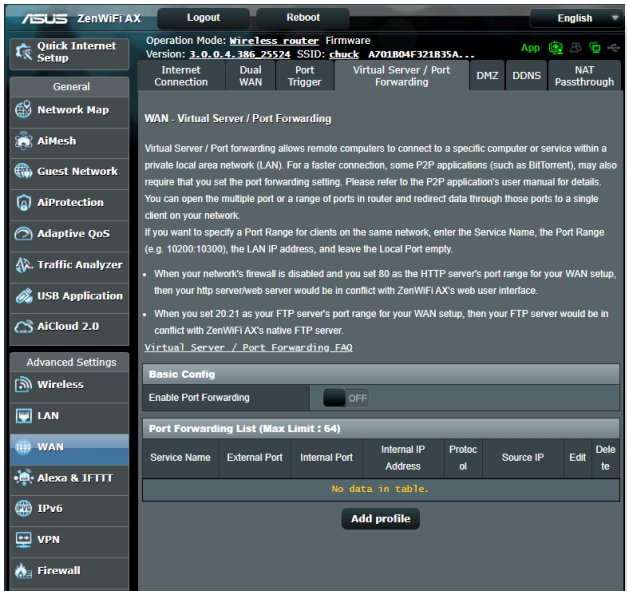 ASUS ZenWiFi AX Logout Reboot English
Quick Internet
Setup
Operation Mode: Wireless router Firmware
Version: 3.0.0.4.386_25524 SSID: chuck A701B04F321B35A... App
General
Network Map
AiMesh
Guest Network
AiProtection
Adaptive QoS
Traffic Analyzer
USB Application
AiCloud 2.0
Advanced Settings
Wireless
LAN
WAN
Alexa & IFTTT
IPv6
VPN
Firewall
Internet
Connection
Dual
WAN
Port
Trigger
Virtual Server / Port
Forwarding
DMZ
DDNS
NAT
Passthrough
WAN - Virtual Server / Port Forwarding
Virtual Server / Port forwarding allows remote computers to connect to a specific computer or service within a
private local area network (LAN). For a faster connection, some P2P applications (such as BitTorrent), may also
require that you set the port forwarding setting. Please refer to the P2P application's user manual for details.
You can open the multiple port or a range of ports in router and redirect data through those ports to a single
client on your network.
If you want to specify a Port Range for clients on the same network, enter the Service Name, the Port Range
(e.g. 10200:10300), the LAN IP address, and leave the Local Port empty.
• When your network's firewall is disabled and you set 80 as the HTTP server's port range for your WAN setup,
then your http server/web server would be in conflict with ZenWiFi AX's web user interface.
• When you set 20:21 as your FTP server's port range for your WAN setup, then your FTP server would be in
conflict with ZenWiFi AX's native FTP server.
Virtual Server / Port Forwarding FAQ
Basic Config
Enable Port Forwarding OFF
Port Forwarding List (Max Limit : 64)
Service Name
External Port
Internal Port
Internal IP
Address
Protoc
ol
Source IP
Edit
Dele
te
No data in table.
Add profile